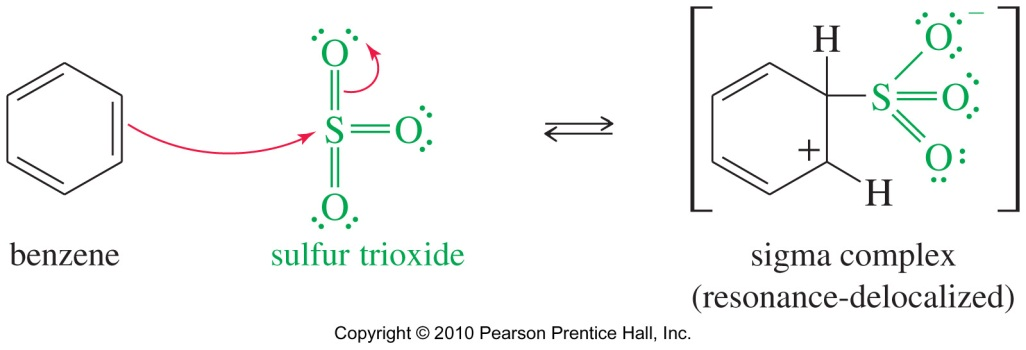 O
S=O
O
H
O−
S=O
+
O
H
benzene
sulfur trioxide
sigma complex
(resonance-delocalized)
Copyright © 2010 Pearson Prentice Hall, Inc.